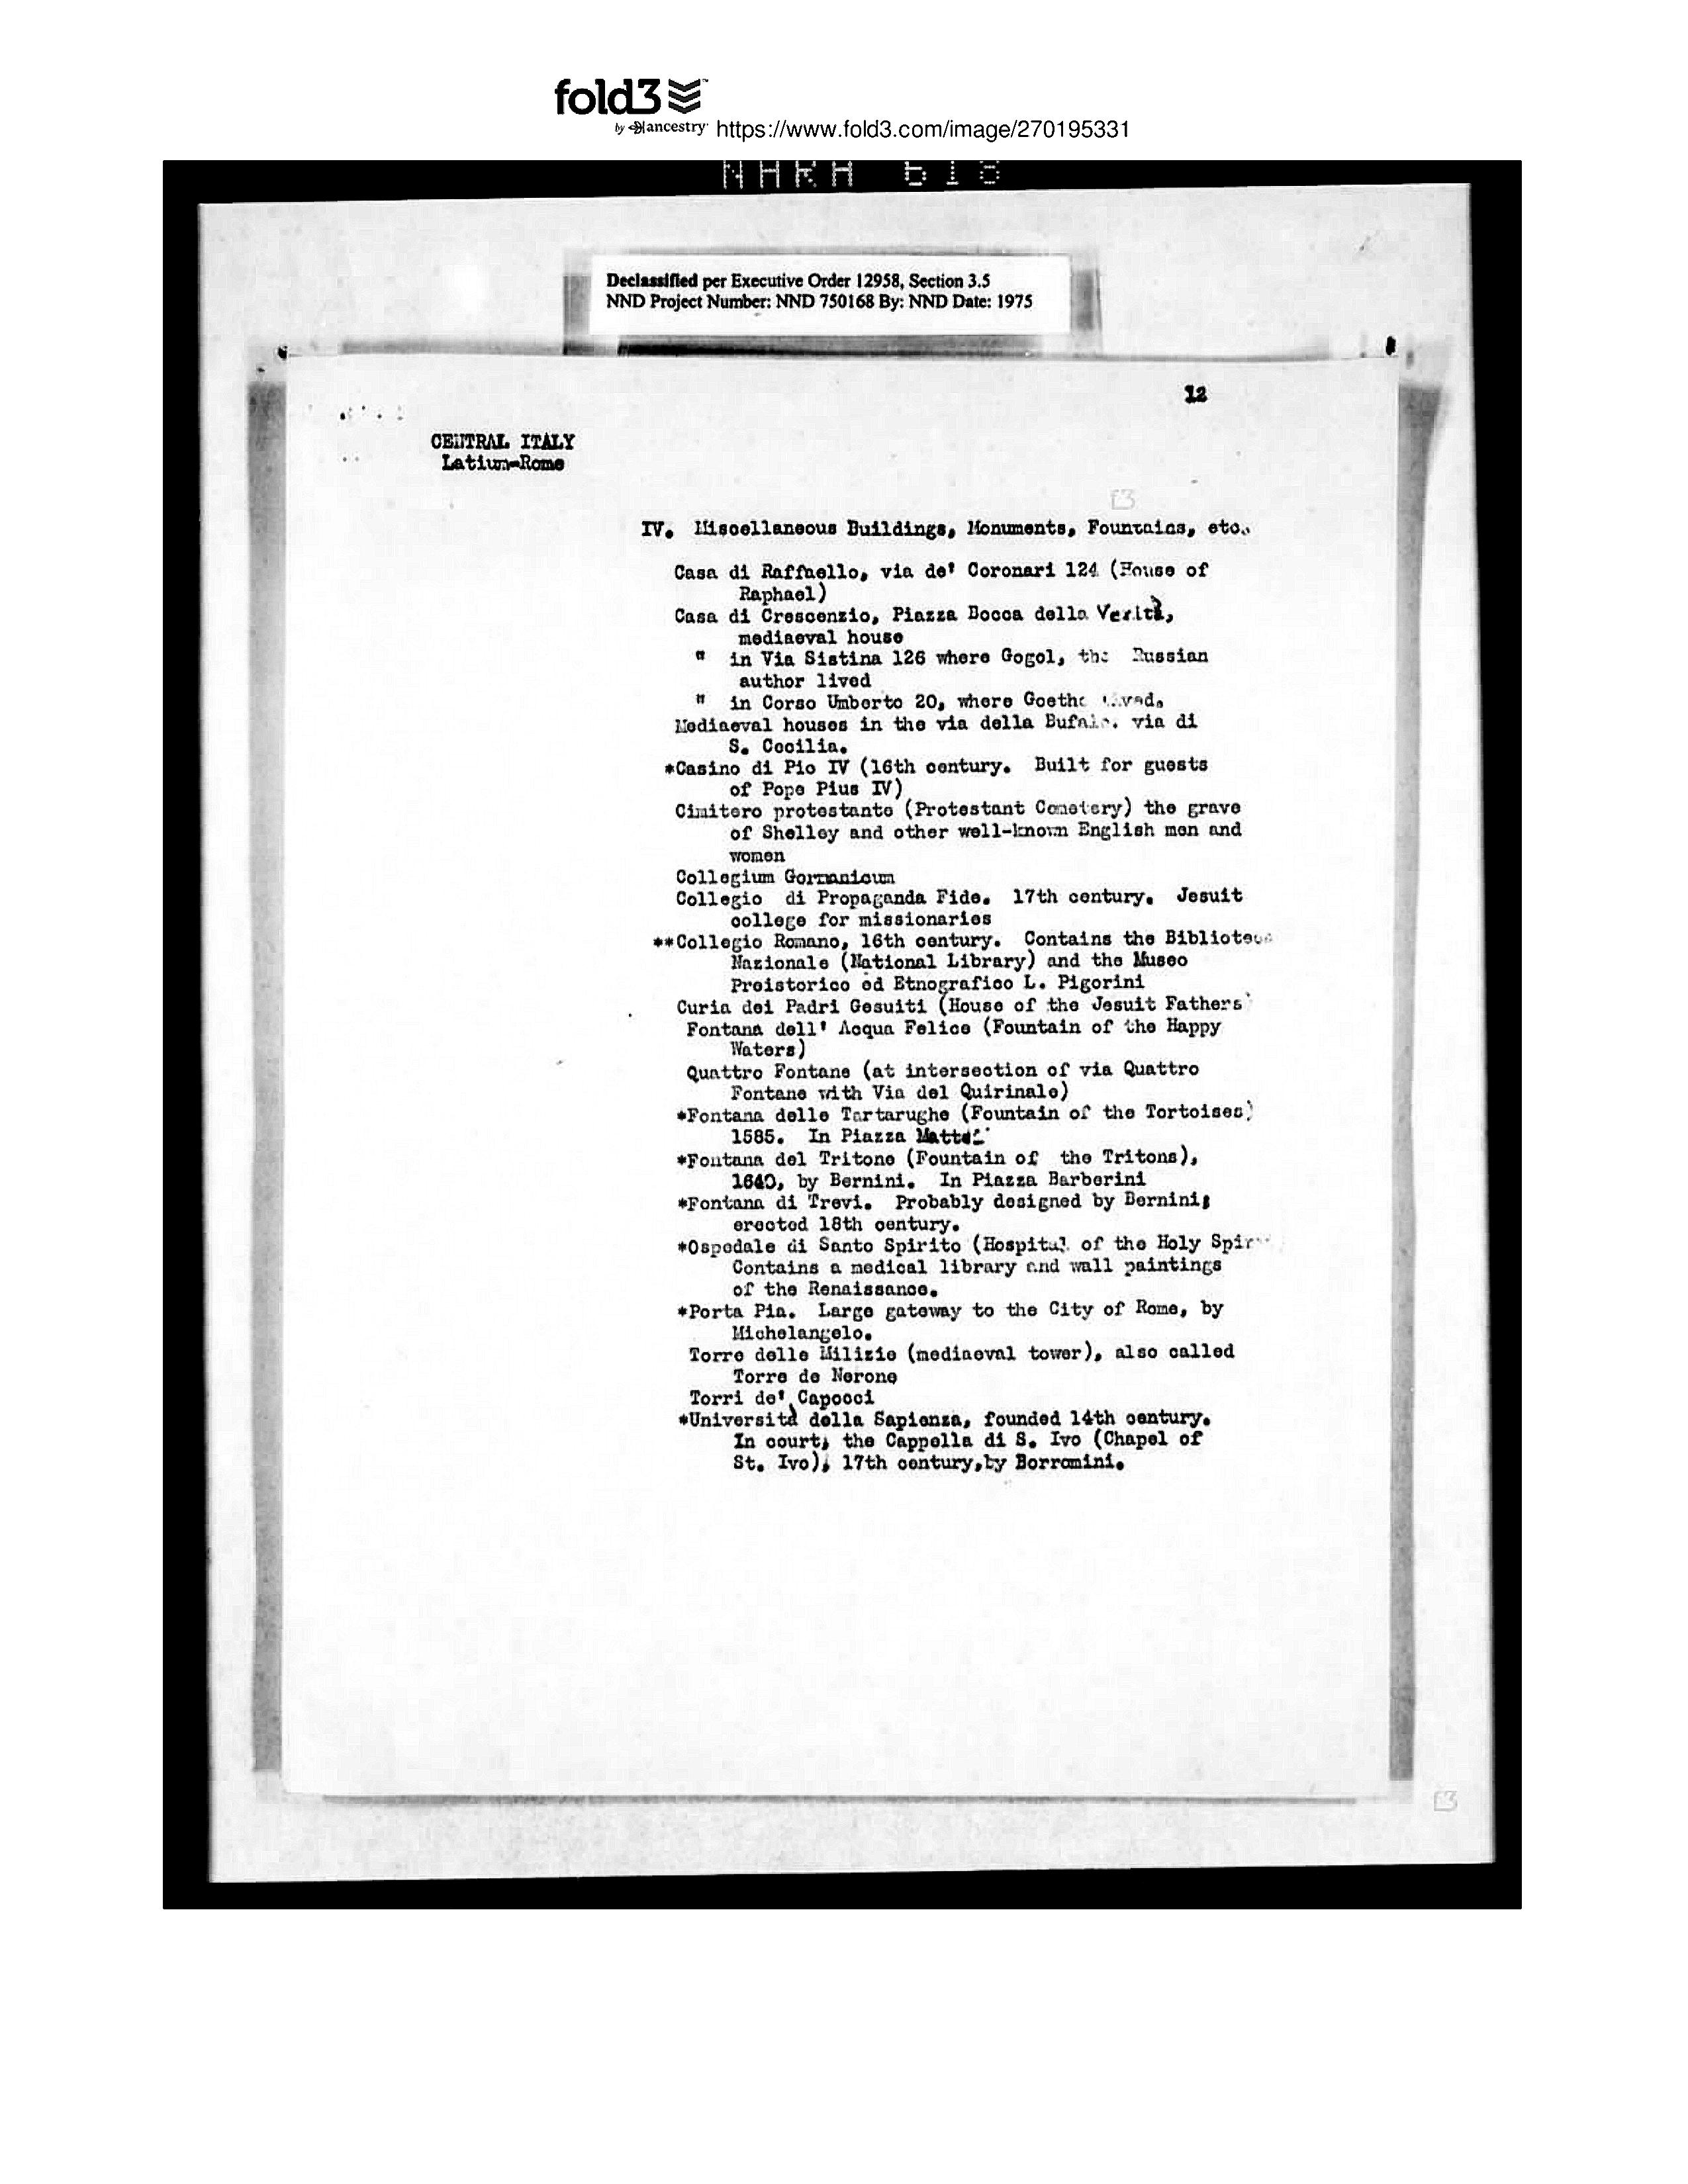 fold3
by ancestry https://www.fold3.com/image/270195331
NARA 618
Declassified per Executive Order 12958, Section 3.5
NND Project Number: NND 750168 By: NND Date: 1975
12
CENTRAL ITALY
Latium-Rome
f3
IV. Miscellaneous Buildings, Monuments, Fountains, etc.
Casa di Raffaello, via de' Coronari 124 (House of
Raphael)
Casa di Crescenzio, Piazza Bocca della Verità,
mediaeval house
" in Via Sistina 126 where Gogol, the Russian
author lived
" in Corso Umberto 20, where Goethe lived.
Mediaeval houses in the via della Bufalo, via di
S. Cecilia.
*Casino di Pio IV (16th century. Built for guests
of Pope Pius IV)
Cimitero protestante (Protestant Cemetery) the grave
of Shelley and other well-known English men and
women
Collegium Germanicum
Collegio di Propaganda Fide. 17th century. Jesuit
college for missionaries
**Collegio Romano, 16th century. Contains the Biblioteca
Nazionale (National Library) and the Museo
Preistorico ed Etnografico L. Pigorini
Curia dei Padri Gesuiti (House of the Jesuit Fathers)
Fontana dell' Acqua Felice (Fountain of the Happy
Waters)
Quattro Fontane (at intersection of via Quattro
Fontane with Via del Quirinale)
*Fontana delle Tartarughe (Fountain of the Tortoises)
1585. In Piazza Mattei
*Fontana del Tritone (Fountain of the Tritons),
1640, by Bernini. In Piazza Barberini
*Fontana di Trevi. Probably designed by Bernini;
erected 18th century.
*Ospedale di Santo Spirito (Hospital of the Holy
Contains a medical library and wall paintings
of the Renaissance.
*Porta Pia. Large gateway to the City of Rome, by
Michelangelo.
Torre delle Milizie (mediaeval tower), also called
Torre de Nerone
Torri de' Capocci
*Università della Sapienza, founded 14th century.
In court, the Cappella di S. Ivo (Chapel of
St. Ivo), 17th century,by Borromini.
f3